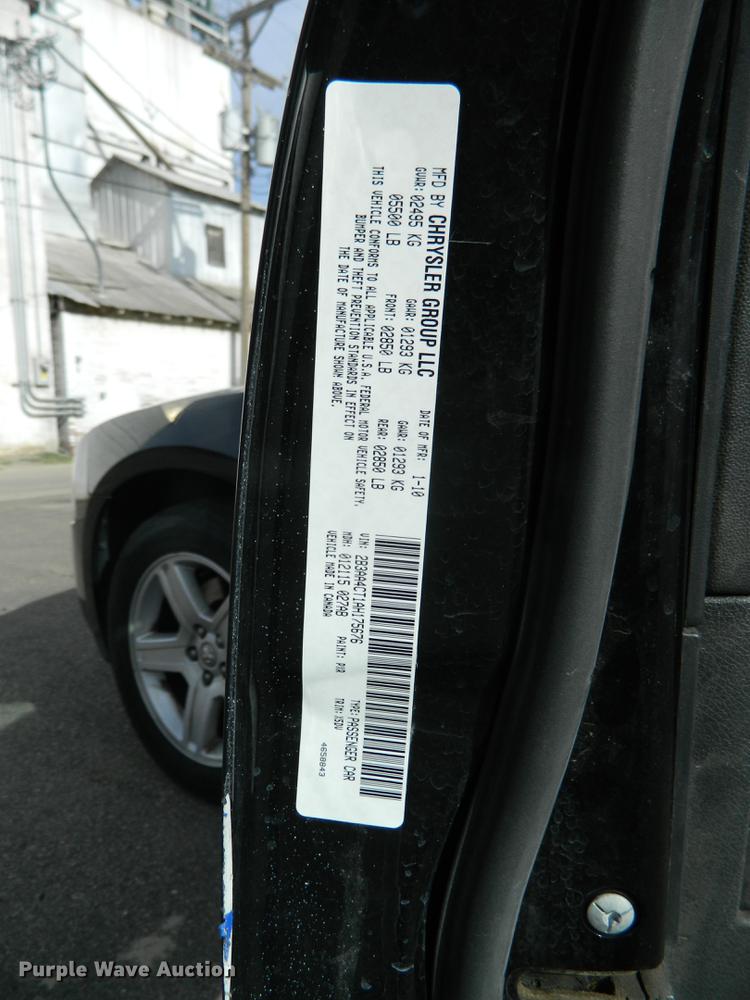 MFD BY CHRYSLER GROUP LLC
DATE OF MFR: 1-10
GVWR: 02495 KG GAWR: 01293 KG GAWR: 01293 KG
05500 LB FRONT: 02850 LB REAR: 02850 LB
THIS VEHICLE CONFORMS TO ALL APPLICABLE U.S.A. FEDERAL MOTOR VEHICLE SAFETY,
BUMPER AND THEFT PREVENTION STANDARDS IN EFFECT ON
THE DATE OF MANUFACTURE SHOWN ABOVE.
VIN: 2B3AA4CT1AH175676 TYPE: PASSENGER CAR
MDH: 012115 027AB PAINT: PXR TRIM: X5DV
VEHICLE MADE IN CANADA
4658843
Purple Wave Auction